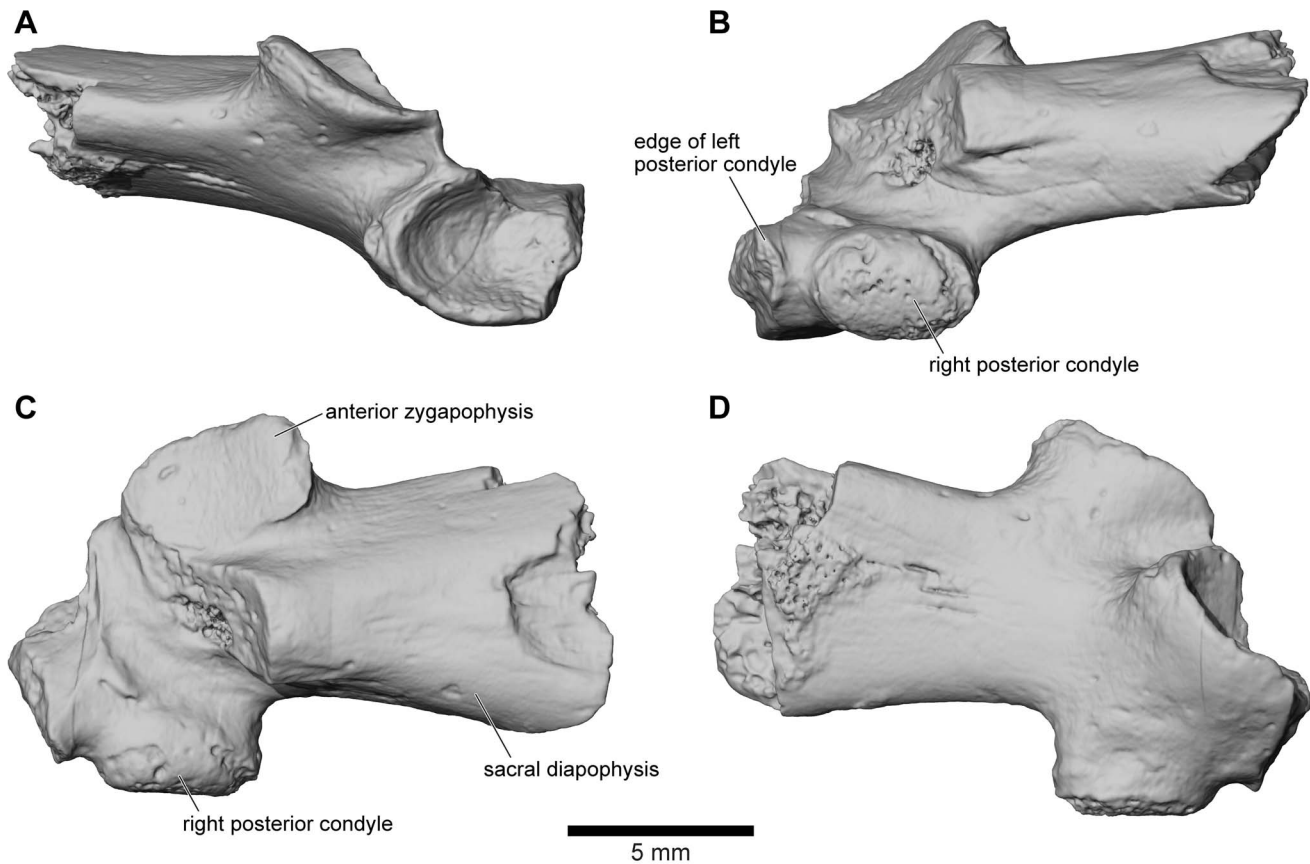 A
B
edge of left
posterior condyle
right posterior condyle
C
anterior zygapophysis
D
sacral diapophysis
right posterior condyle
5 mm